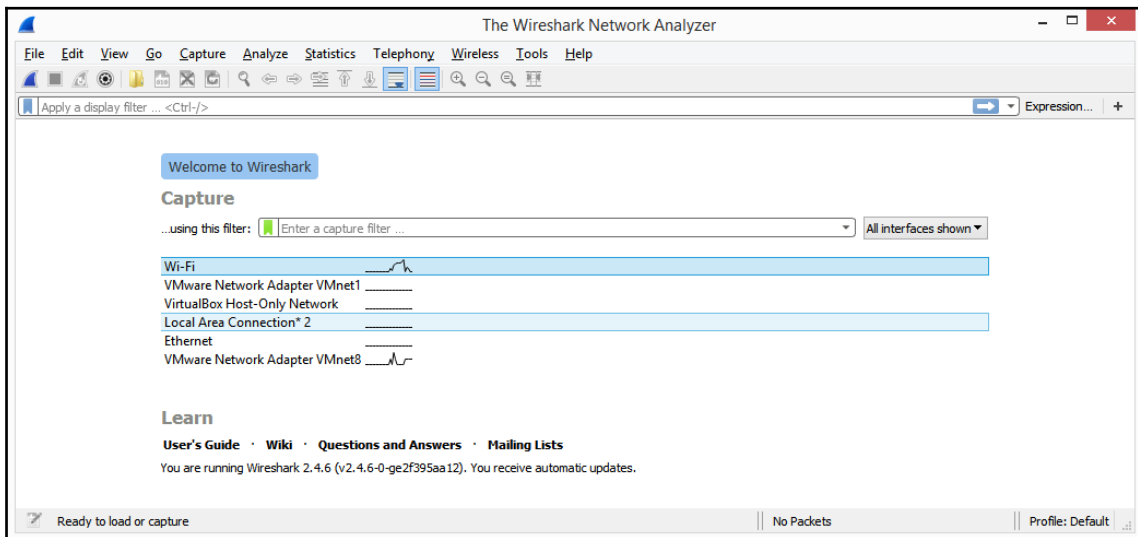 The Wireshark Network Analyzer
File Edit View Go Capture Analyze Statistics Telephony Wireless Tools Help
Apply a display filter ... <Ctrl-/> Expression... +
Welcome to Wireshark
Capture
...using this filter: Enter a capture filter ... All interfaces shown
Wi-Fi
VMware Network Adapter VMnet1
VirtualBox Host-Only Network
Local Area Connection* 2
Ethernet
VMware Network Adapter VMnet8
Learn
User's Guide · Wiki · Questions and Answers · Mailing Lists
You are running Wireshark 2.4.6 (v2.4.6-0-ge2f395aa12). You receive automatic updates.
Ready to load or capture No Packets Profile: Default